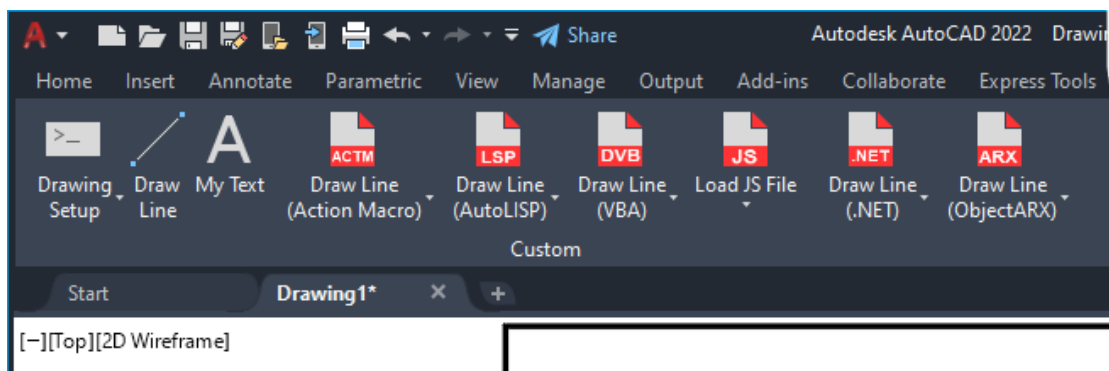 A Share Autodesk AutoCAD 2022 Drawin
Home Insert Annotate Parametric View Manage Output Add-ins Collaborate Express Tools
>_ A ACTM LSP DVB JS .NET ARX
Drawing Draw My Text Draw Line Draw Line Draw Line Load JS File Draw Line Draw Line
Setup Line (Action Macro) (AutoLISP) (VBA) (.NET) (ObjectARX)
Custom
Start Drawing1* × +
[−][Top][2D Wireframe]